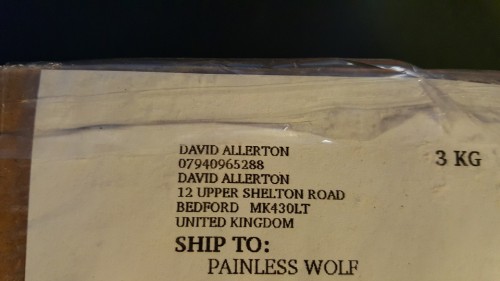 DAVID ALLERTON
07940965288
DAVID ALLERTON
3 KG
12 UPPER SHELTON ROAD
BEDFORD MK430LT
UNITED KINGDOM
SHIP TO:
PAINLESS WOLF